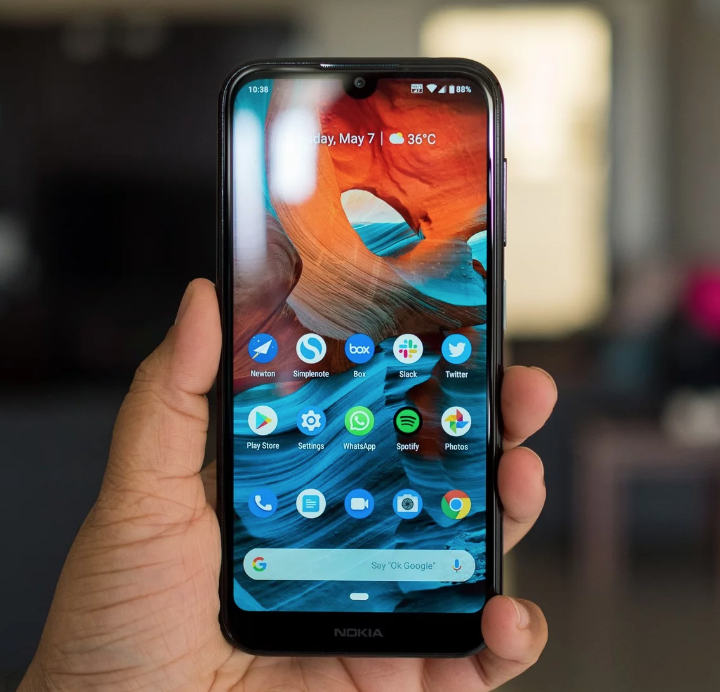 10:38 88%
day, May 7 | 36°C
box
Newton Simplenote Box Slack Twitter
Play Store Settings WhatsApp Spotify Photos
G Say "Ok Google"
NOKIA